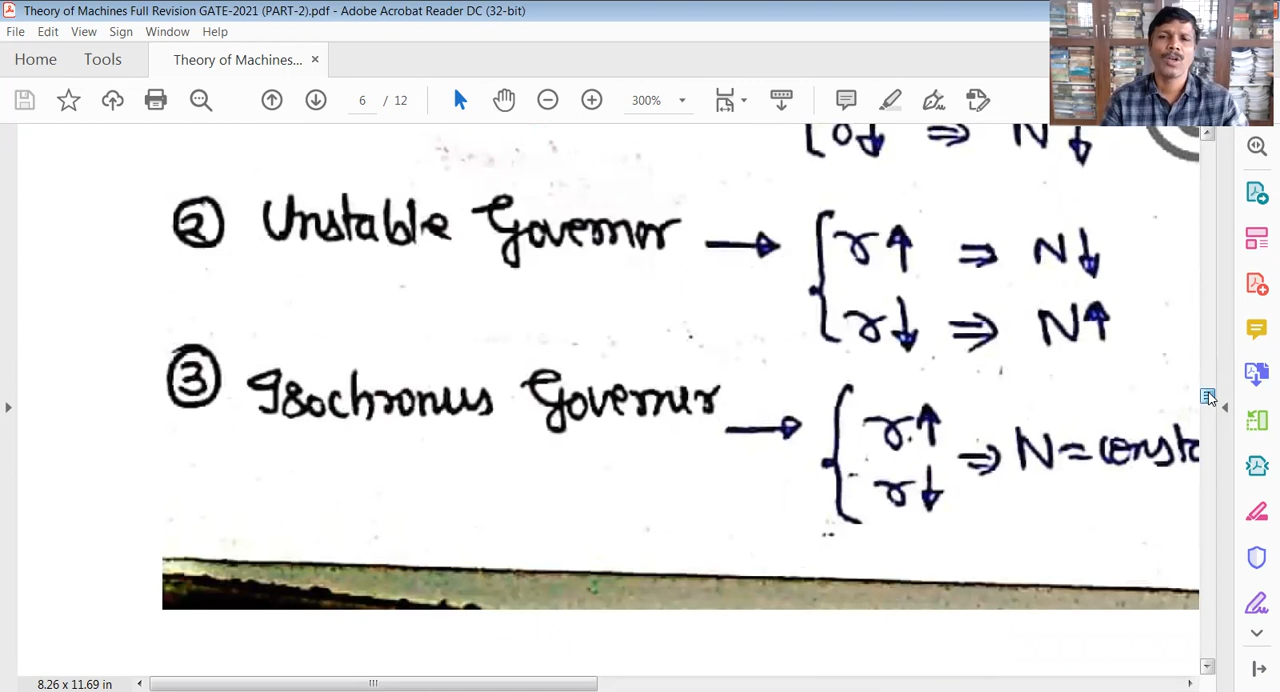 Theory of Machines Full Revision GATE-2021 (PART-2).pdf - Adobe Acrobat Reader DC (32-bit)
File Edit View Sign Window Help
Home Tools Theory of Machines... ×
6 / 12 300%
↓ ⇒ N↓
② Unstable Governor → { r↑ ⇒ N↓
r↓ ⇒ N↑
③ Isochronus Governer → { r↑
r↓ ⇒ N = consta
8.26 x 11.69 in